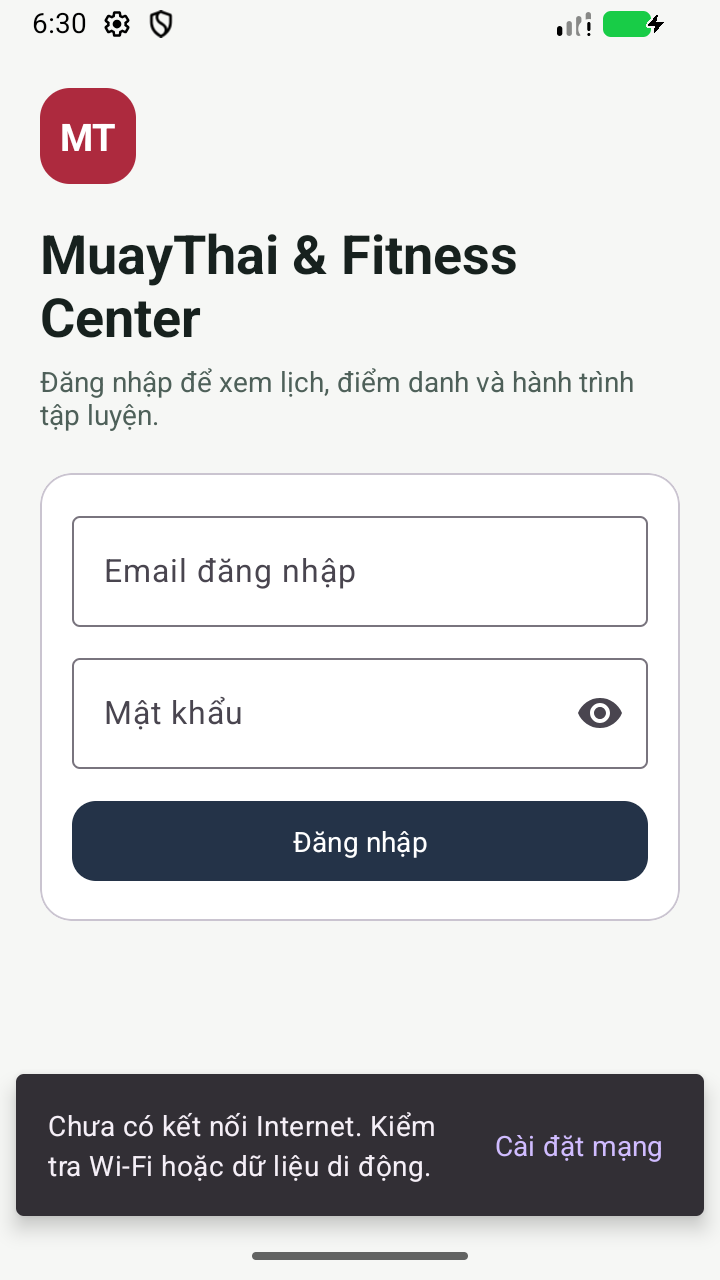 6:30
MT
MuayThai & Fitness
Center
Đăng nhập để xem lịch, điểm danh và hành trình
tập luyện.
Email đăng nhập
Mật khẩu
Đăng nhập
Chưa có kết nối Internet. Kiểm
tra Wi-Fi hoặc dữ liệu di động.
Cài đặt mạng